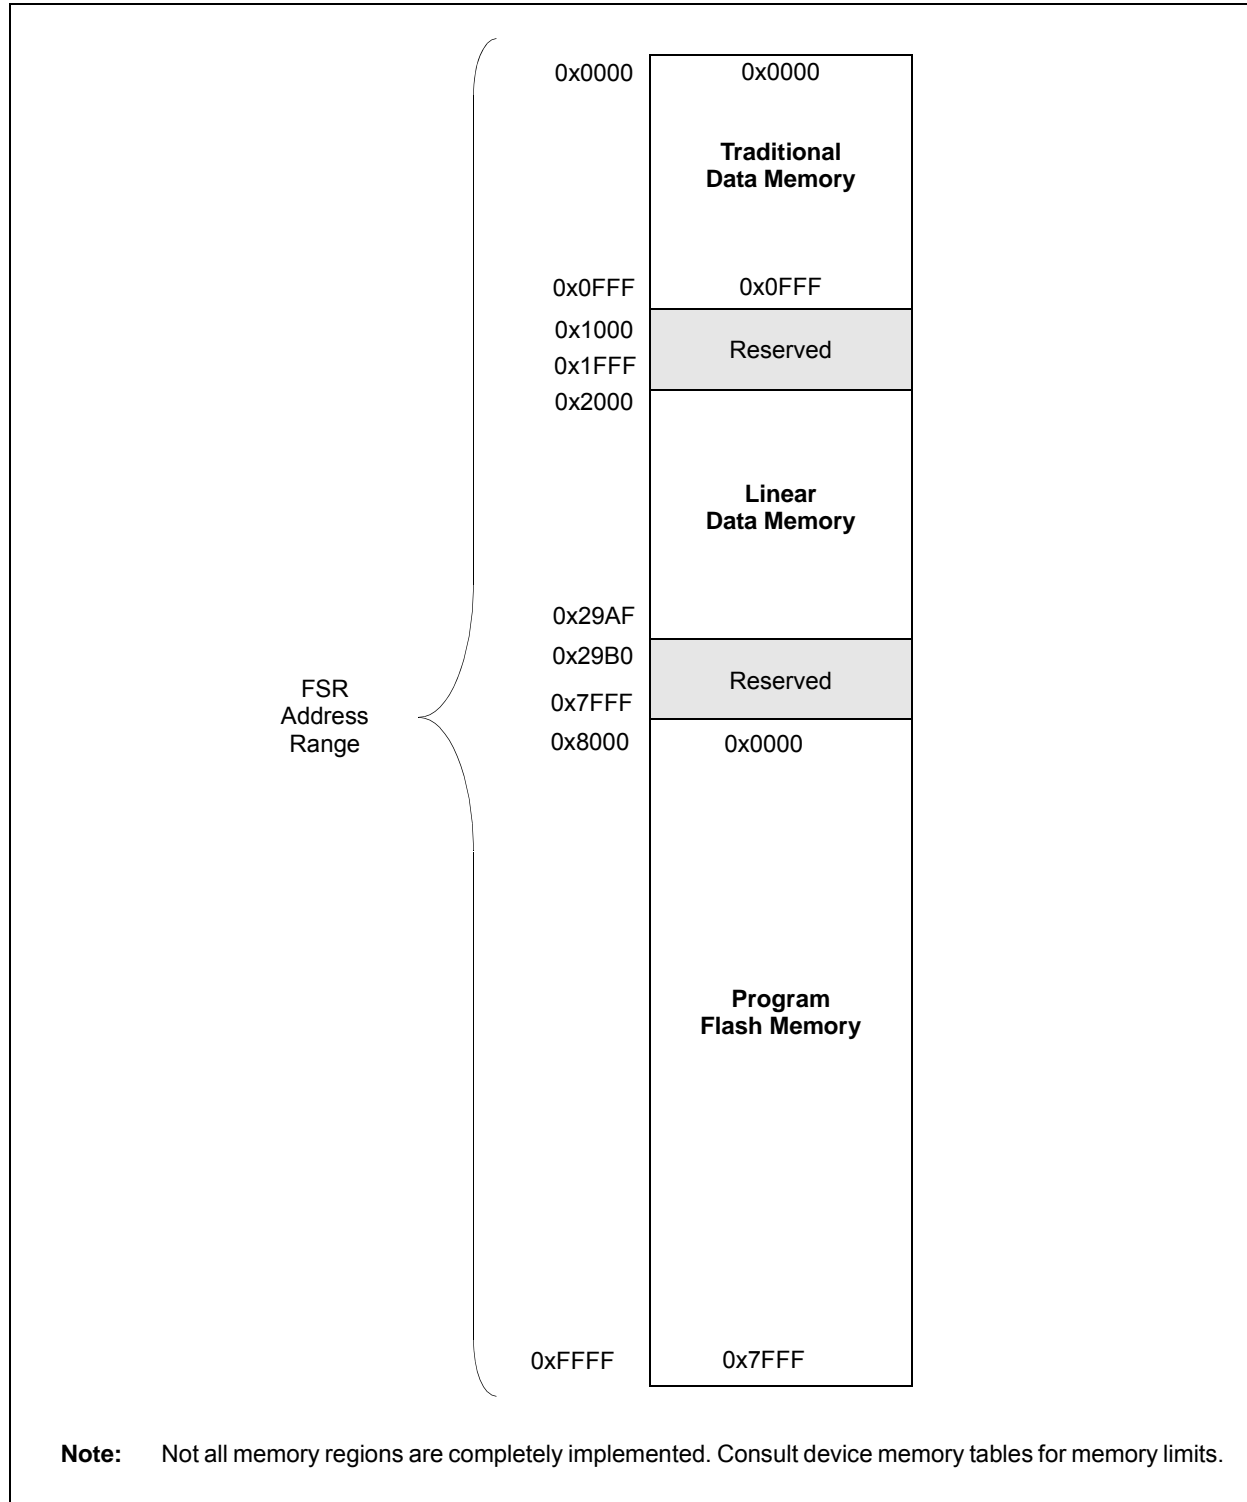 0x0000 0x0000
Traditional
Data Memory
0x0FFF 0x0FFF
0x1000
Reserved
0x1FFF
0x2000
Linear
Data Memory
0x29AF
0x29B0
Reserved
0x7FFF
FSR
Address
Range
0x8000 0x0000
Program
Flash Memory
0xFFFF 0x7FFF
Note: Not all memory regions are completely implemented. Consult device memory tables for memory limits.